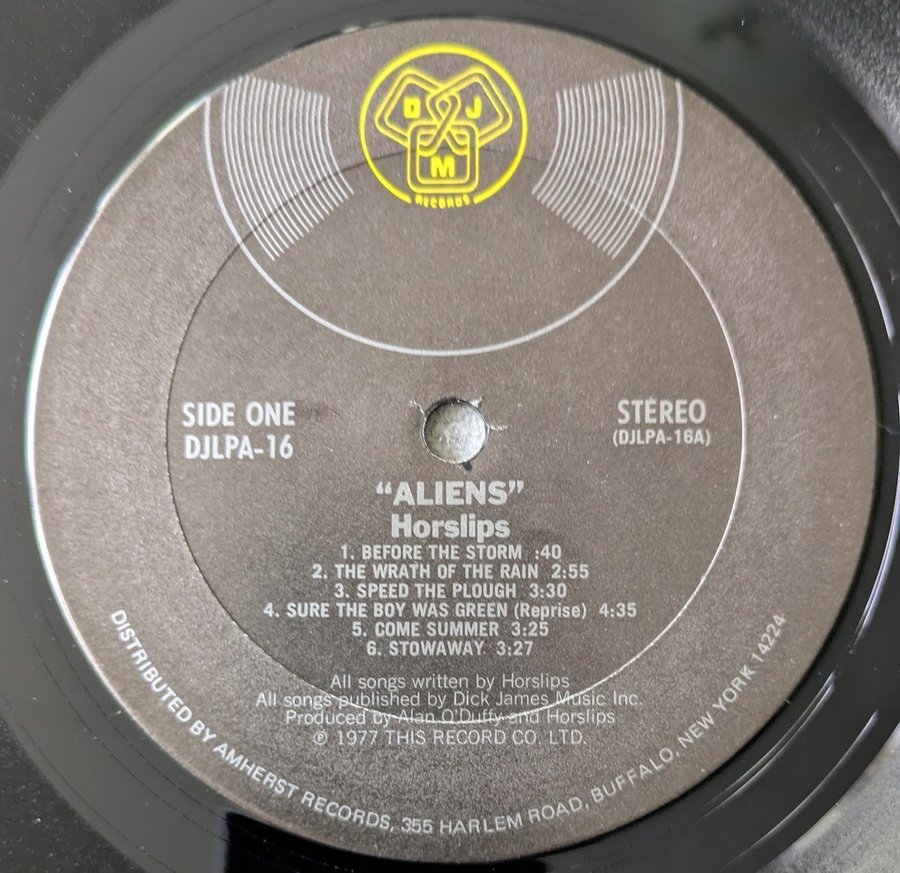 D J
M
RECORDS
SIDE ONE
DJLPA-16
STEREO
(DJLPA-16A)
"ALIENS"
Horslips
1. BEFORE THE STORM :40
2. THE WRATH OF THE RAIN 2:55
3. SPEED THE PLOUGH 3:30
4. SURE THE BOY WAS GREEN (Reprise) 4:35
5. COME SUMMER 3:25
6. STOWAWAY 3:27
All songs written by Horslips
All songs published by Dick James Music Inc.
Produced by Alan O'Duffy and Horslips
℗ 1977 THIS RECORD CO. LTD.
DISTRIBUTED BY AMHERST RECORDS, 355 HARLEM ROAD, BUFFALO, NEW YORK 14224